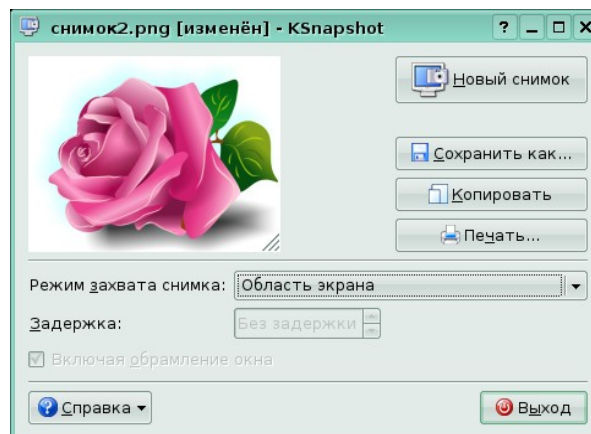 снимок2.png [изменён] - KSnapshot
Новый снимок
Сохранить как...
Копировать
Печать...
Режим захвата снимка: Область экрана
Задержка: Без задержки
Включая обрамление окна
Справка
Выход